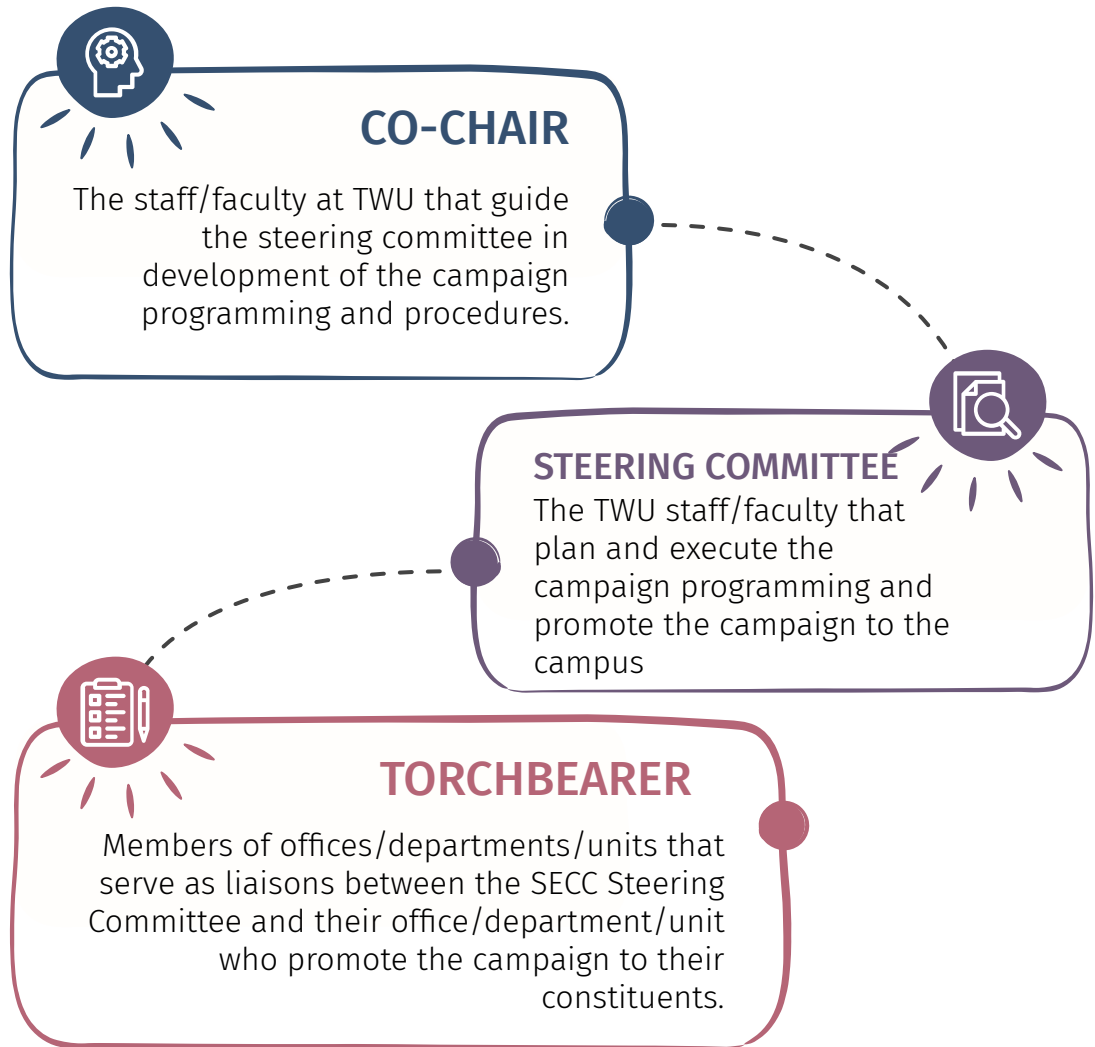 CO-CHAIR
The staff/faculty at TWU that guide
the steering committee in
development of the campaign
programming and procedures.
STEERING COMMITTEE
The TWU staff/faculty that
plan and execute the
campaign programming and
promote the campaign to the
campus
TORCHBEARER
Members of offices/departments/units that
serve as liaisons between the SECC Steering
Committee and their office/department/unit
who promote the campaign to their
constituents.